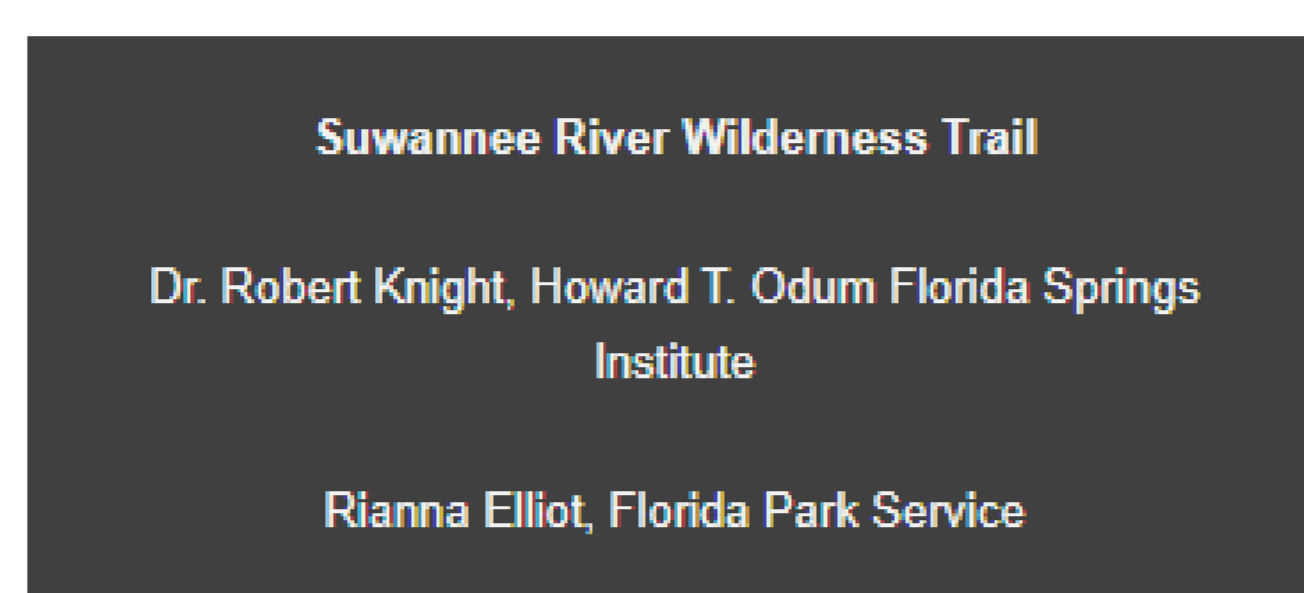 Suwannee River Wilderness Trail
Dr. Robert Knight, Howard T. Odum Florida Springs
Institute
Rianna Elliot, Florida Park Service